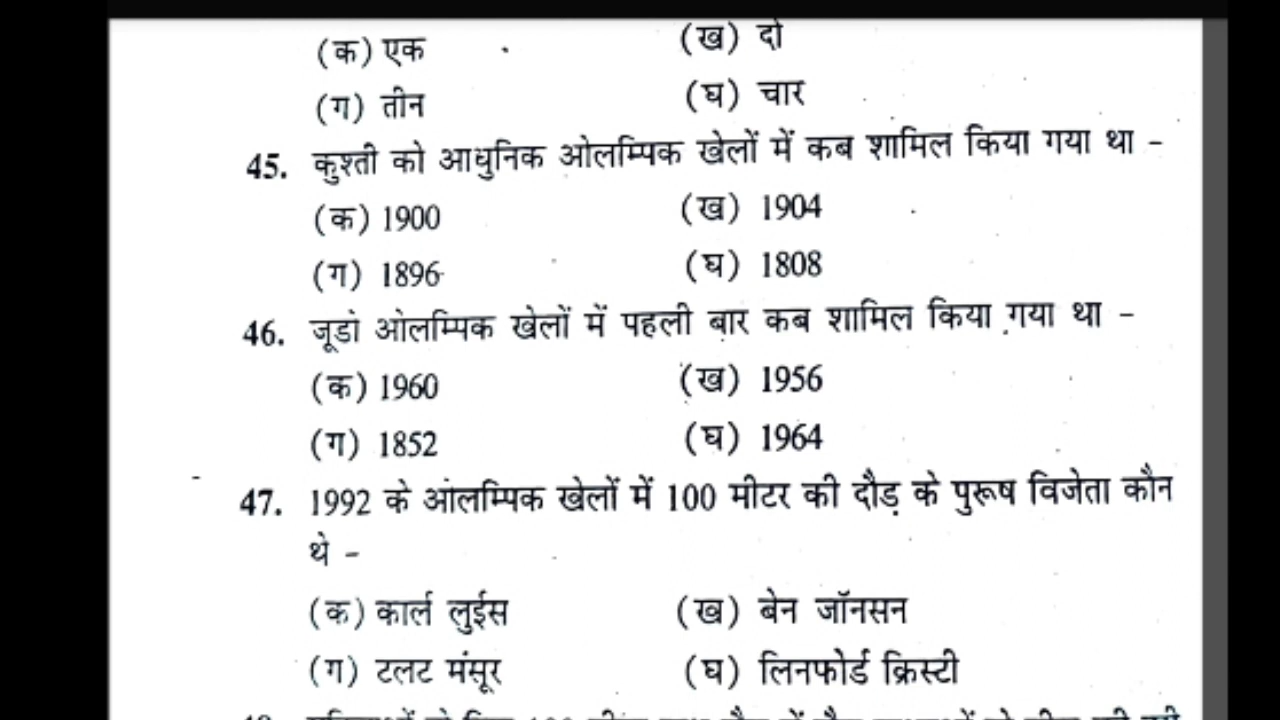 (क) एक (ख) दो
(ग) तीन (घ) चार
45. कुश्ती को आधुनिक ओलम्पिक खेलों में कब शामिल किया गया था -
(क) 1900 (ख) 1904
(ग) 1896 (घ) 1808
46. जूडो ओलम्पिक खेलों में पहली बार कब शामिल किया गया था -
(क) 1960 (ख) 1956
(ग) 1852 (घ) 1964
47. 1992 के ओलम्पिक खेलों में 100 मीटर की दौड़ के पुरूष विजेता कौन
थे -
(क) कार्ल लुईस (ख) बेन जॉनसन
(ग) टलट मंसूर (घ) लिनफोर्ड क्रिस्टी